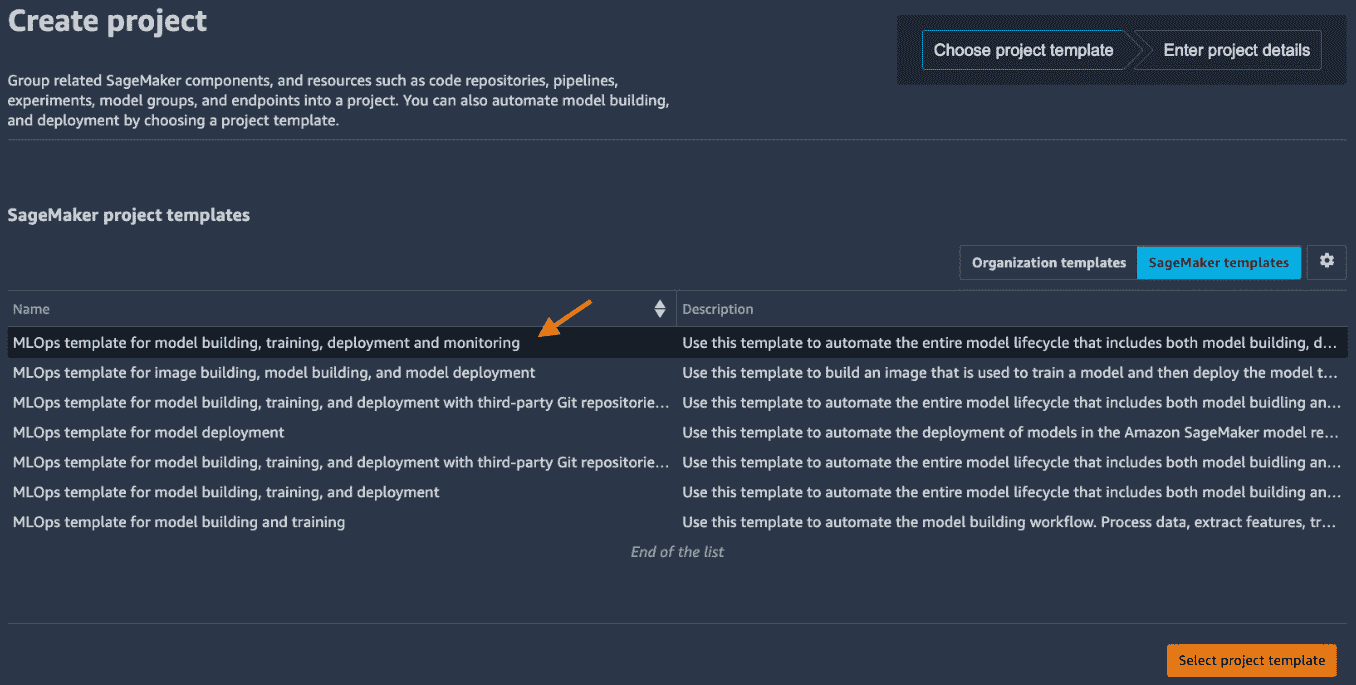 Create project
Choose project template
Enter project details
Group related SageMaker components, and resources such as code repositories, pipelines,
experiments, model groups, and endpoints into a project. You can also automate model building,
and deployment by choosing a project template.
SageMaker project templates
Organization templates
SageMaker templates
Name
Description
MLOps template for model building, training, deployment and monitoring
Use this template to automate the entire model lifecycle that includes both model building, d...
MLOps template for image building, model building, and model deployment
Use this template to build an image that is used to train a model and then deploy the model t...
MLOps template for model building, training, and deployment with third-party Git repositorie...
Use this template to automate the entire model lifecycle that includes both model buidling an...
MLOps template for model deployment
Use this template to automate the deployment of models in the Amazon SageMaker model re...
MLOps template for model building, training, and deployment with third-party Git repositorie...
Use this template to automate the entire model lifecycle that includes both model buidling an...
MLOps template for model building, training, and deployment
Use this template to automate the entire model lifecycle that includes both model building an...
MLOps template for model building and training
Use this template to automate the model building workflow. Process data, extract features, tr...
End of the list
Select project template